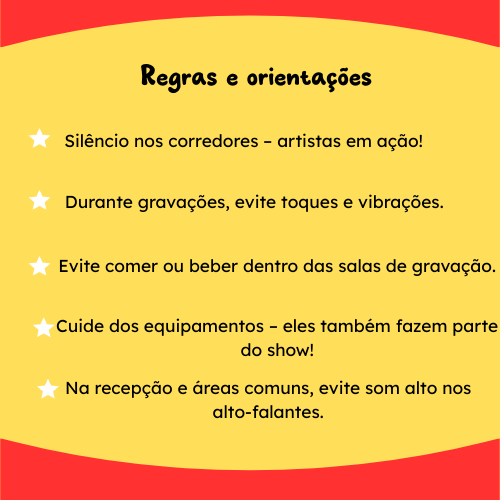 Regras e orientações
Silêncio nos corredores – artistas em ação!
Durante gravações, evite toques e vibrações.
Evite comer ou beber dentro das salas de gravação.
Cuide dos equipamentos – eles também fazem parte
do show!
Na recepção e áreas comuns, evite som alto nos
alto-falantes.